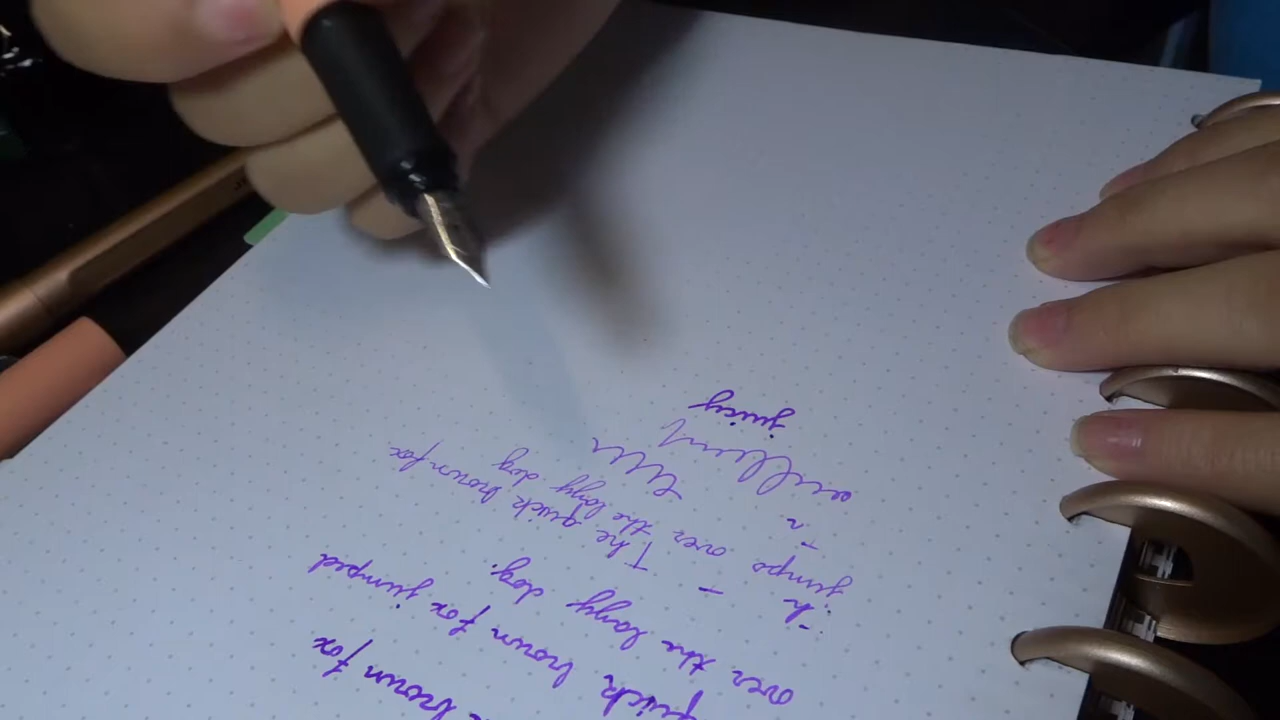 brown fox
quick brown fox jumped
over the lazy dog.
The quick brown fox
jumps over the lazy dog
juicy